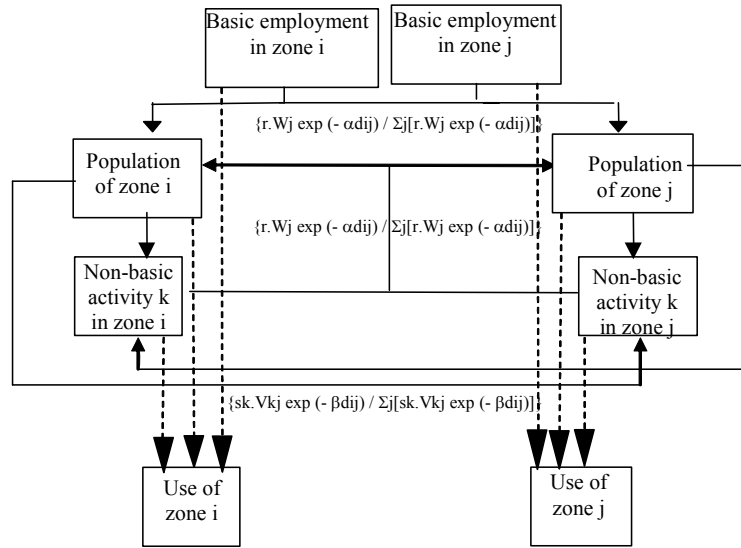 Basic employment
in zone i
Basic employment
in zone j
{r.Wj exp (- αdij) / Σj[r.Wj exp (- αdij)]}
Population
of zone i
Population
of zone j
{r.Wj exp (- αdij) / Σj[r.Wj exp (- αdij)]}
Non-basic
activity k
in zone i
Non-basic
activity k
in zone j
{sk.Vkj exp (- βdij) / Σj[sk.Vkj exp (- βdij)]}
Use of
zone i
Use of
zone j